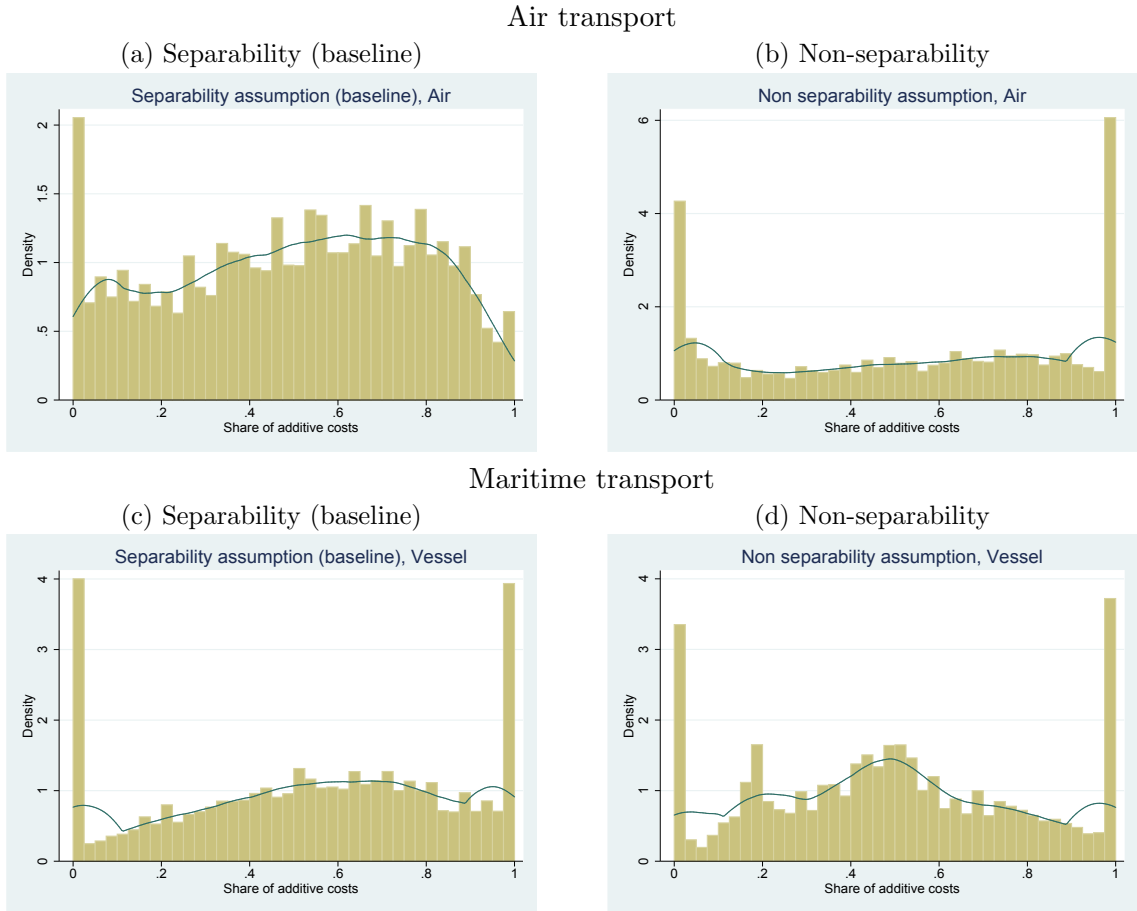 Air transport
(a) Separability (baseline)
(b) Non-separability
Separability assumption (baseline), Air
Density
0
.5
1
1.5
2
0 .2 .4 .6 .8 1
Share of additive costs
Non separability assumption, Air
Density
0
2
4
6
0 .2 .4 .6 .8 1
Share of additive costs
Maritime transport
(c) Separability (baseline)
(d) Non-separability
Separability assumption (baseline), Vessel
Density
0
1
2
3
4
0 .2 .4 .6 .8 1
Share of additive costs
Non separability assumption, Vessel
Density
0
1
2
3
4
0 .2 .4 .6 .8 1
Share of additive costs